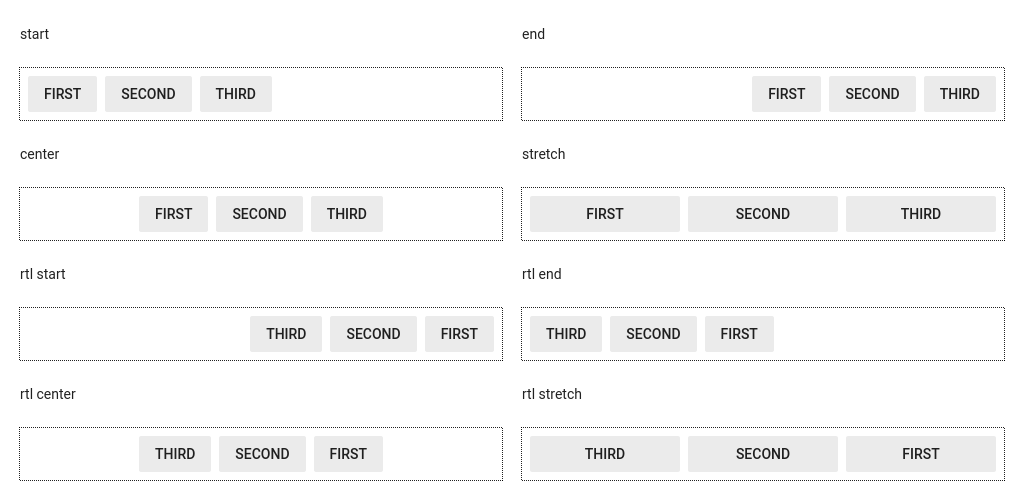 start
FIRST SECOND THIRD
end
FIRST SECOND THIRD
center
FIRST SECOND THIRD
stretch
FIRST SECOND THIRD
rtl start
THIRD SECOND FIRST
rtl end
THIRD SECOND FIRST
rtl center
THIRD SECOND FIRST
rtl stretch
THIRD SECOND FIRST